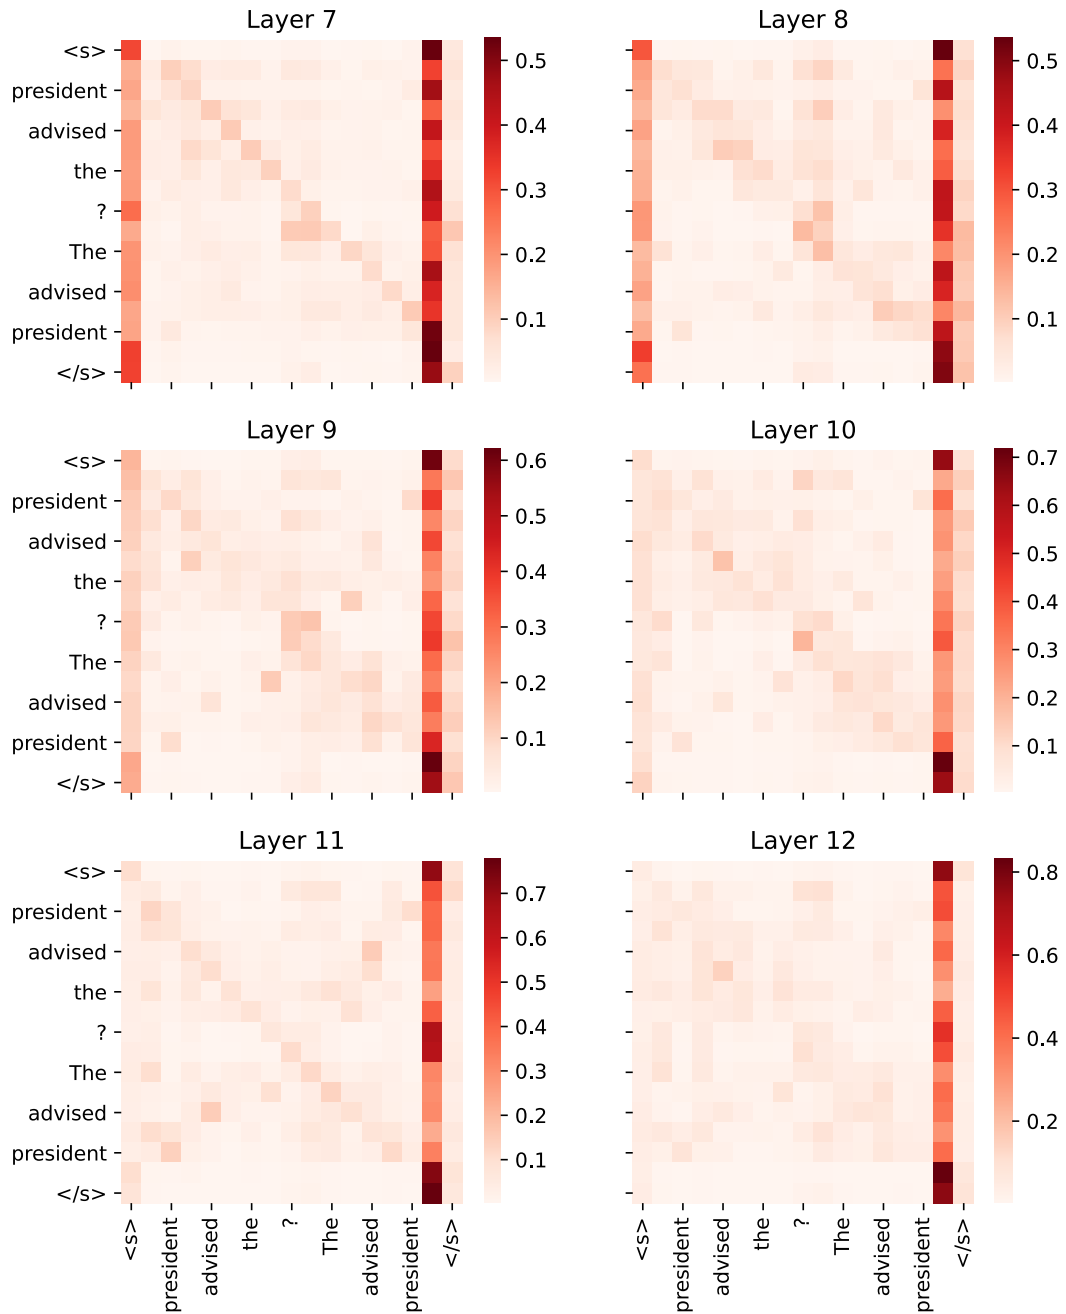 Layer 7
Layer 8
<s>
president
advised
the
?
The
advised
president
</s>
0.5
0.4
0.3
0.2
0.1
0.5
0.4
0.3
0.2
0.1
Layer 9
Layer 10
<s>
president
advised
the
?
The
advised
president
</s>
0.6
0.5
0.4
0.3
0.2
0.1
0.7
0.6
0.5
0.4
0.3
0.2
0.1
Layer 11
Layer 12
<s>
president
advised
the
?
The
advised
president
</s>
0.7
0.6
0.5
0.4
0.3
0.2
0.1
0.8
0.6
0.4
0.2
<s>
president
advised
the
?
The
advised
president
</s>
<s>
president
advised
the
?
The
advised
president
</s>